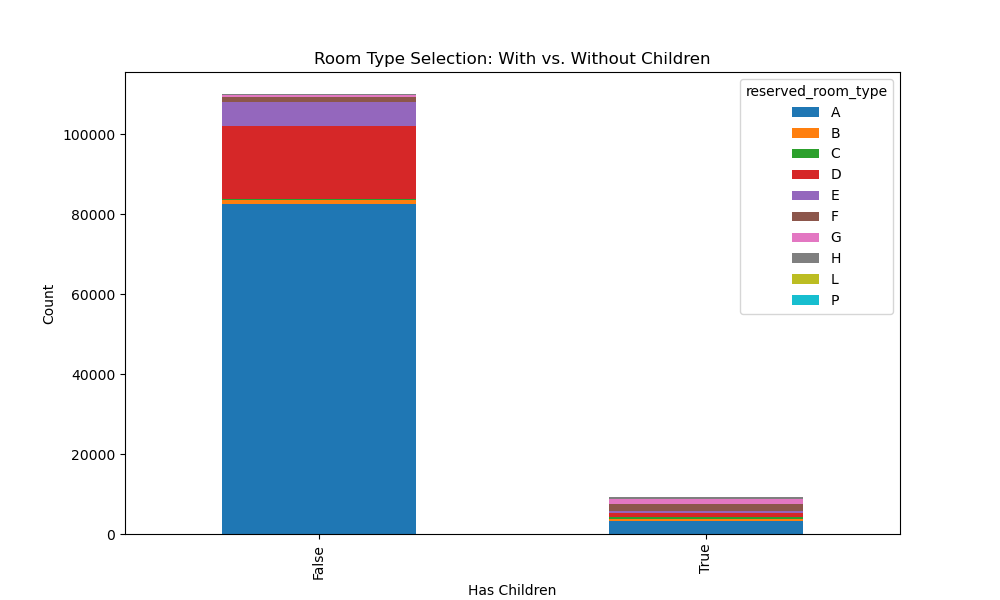 Room Type Selection: With vs. Without Children
reserved_room_type
A
B
C
D
E
F
G
H
L
P
100000
80000
60000
40000
20000
0
Count
False
True
Has Children